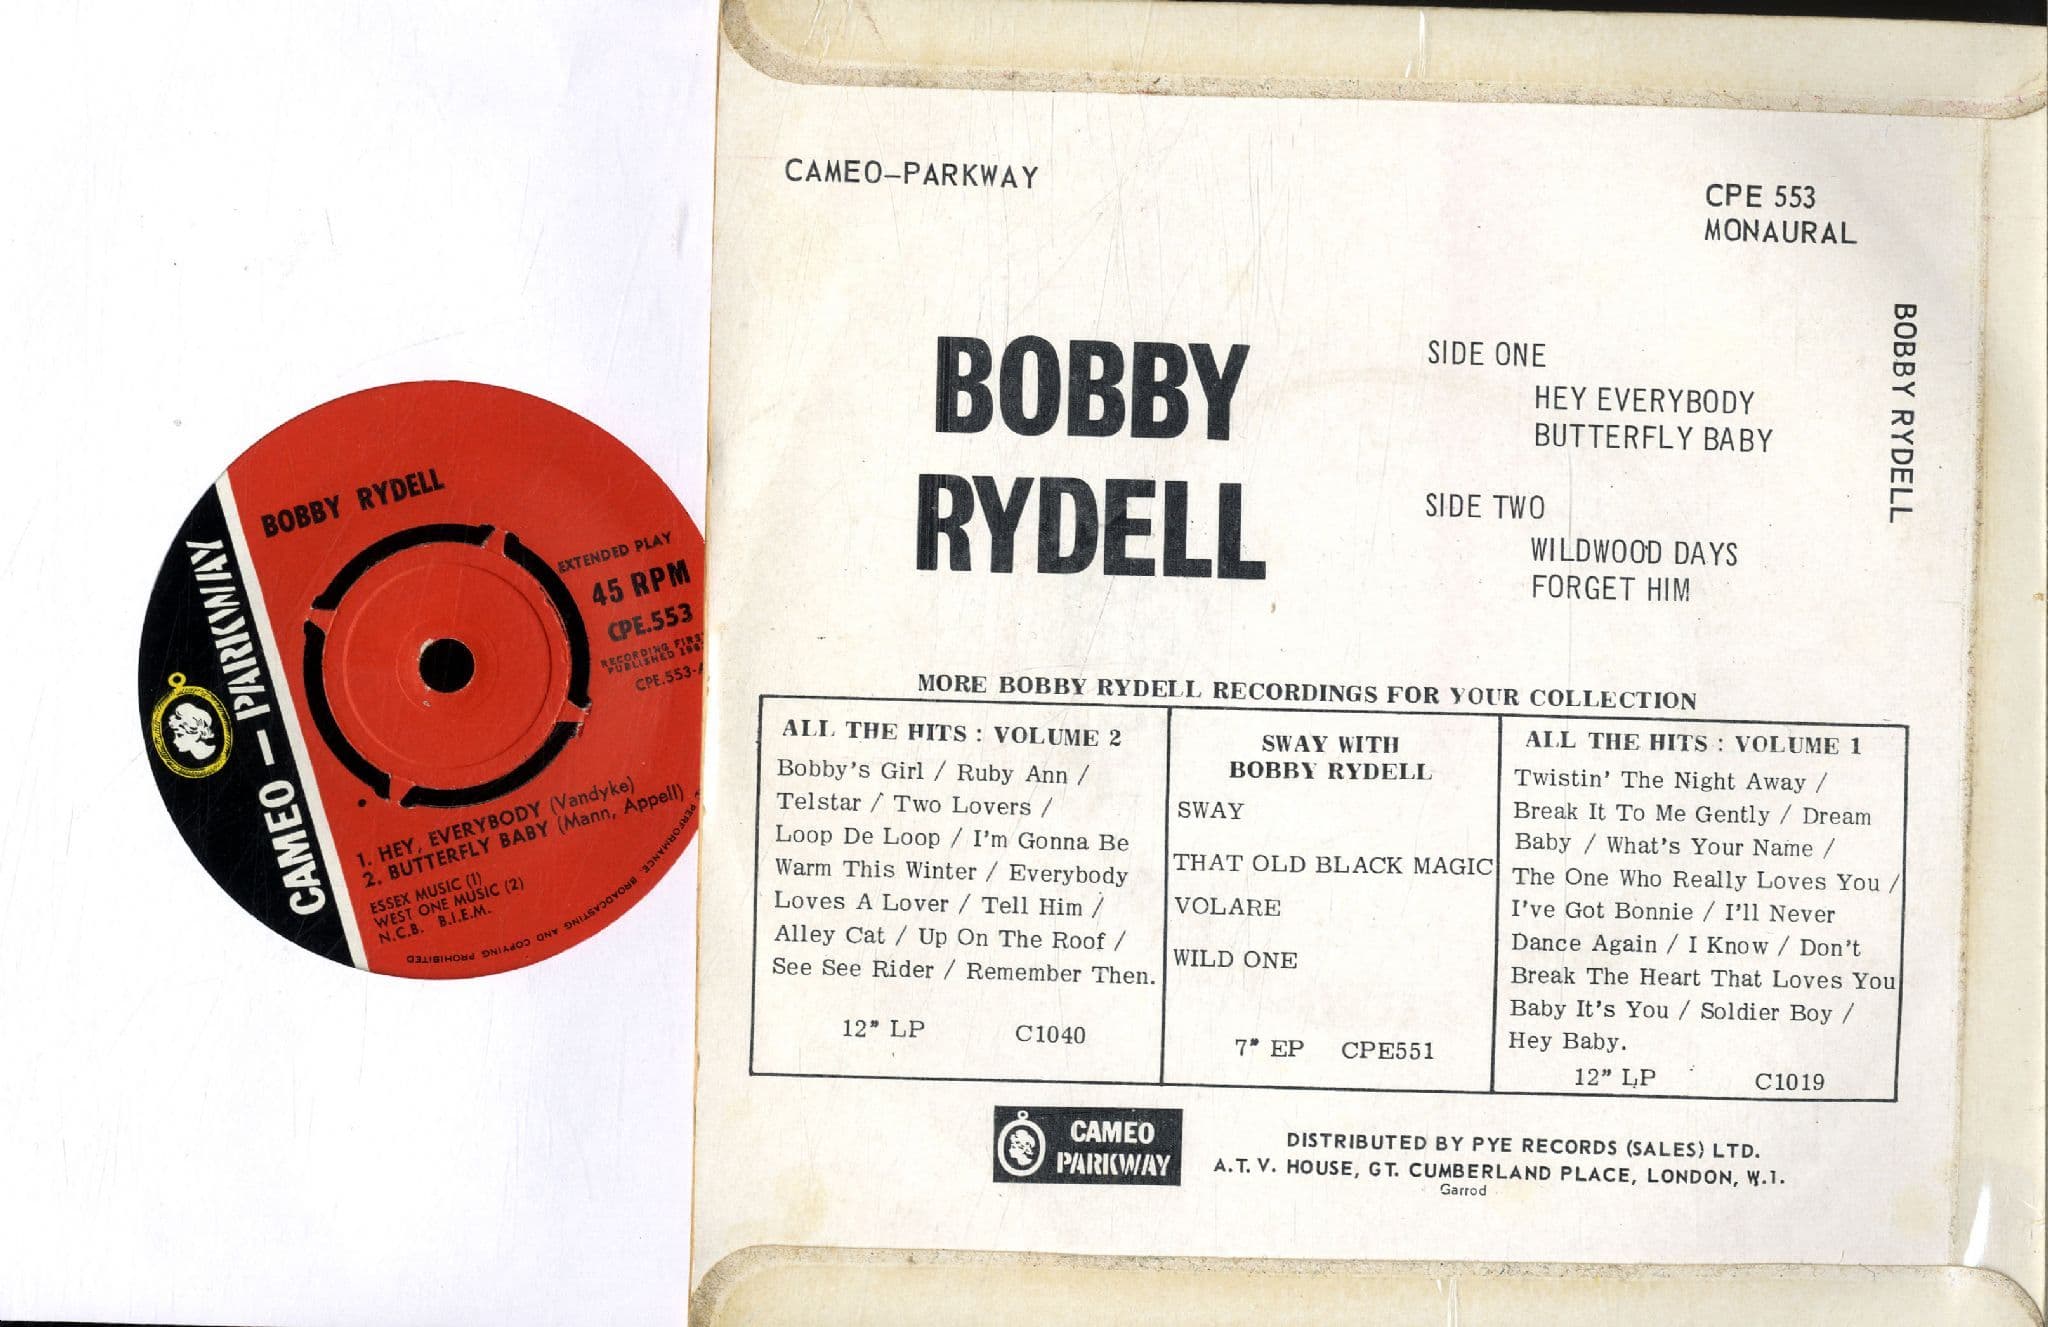 BOBBY RYDELL
EXTENDED PLAY
45 RPM
CPE.553
RECORDING FIRST
PUBLISHED
CPE.553-A
CAMEO — PARKWAY
1. HEY, EVERYBODY (Vandyke)
2. BUTTERFLY BABY (Mann, Appell)
ESSEX MUSIC (1)
WEST ONE MUSIC (2)
N.C.B. B.I.E.M.
PERFORMANCE, BROADCASTING AND COPYING PROHIBITED
CAMEO–PARKWAY
CPE 553
MONAURAL
BOBBY
RYDELL
SIDE ONE
HEY EVERYBODY
BUTTERFLY BABY
SIDE TWO
WILDWOOD DAYS
FORGET HIM
BOBBY RYDELL
MORE BOBBY RYDELL RECORDINGS FOR YOUR COLLECTION
ALL THE HITS : VOLUME 2
Bobby's Girl / Ruby Ann /
Telstar / Two Lovers /
Loop De Loop / I'm Gonna Be
Warm This Winter / Everybody
Loves A Lover / Tell Him /
Alley Cat / Up On The Roof /
See See Rider / Remember Then.
12" LP C1040
SWAY WITH
BOBBY RYDELL
SWAY
THAT OLD BLACK MAGIC
VOLARE
WILD ONE
7" EP CPE551
ALL THE HITS : VOLUME 1
Twistin' The Night Away /
Break It To Me Gently / Dream
Baby / What's Your Name /
The One Who Really Loves You /
I've Got Bonnie / I'll Never
Dance Again / I Know / Don't
Break The Heart That Loves You
Baby It's You / Soldier Boy /
Hey Baby.
12" LP C1019
CAMEO
PARKWAY
DISTRIBUTED BY PYE RECORDS (SALES) LTD.
A.T.V. HOUSE, GT. CUMBERLAND PLACE, LONDON, W.1.
Garrod